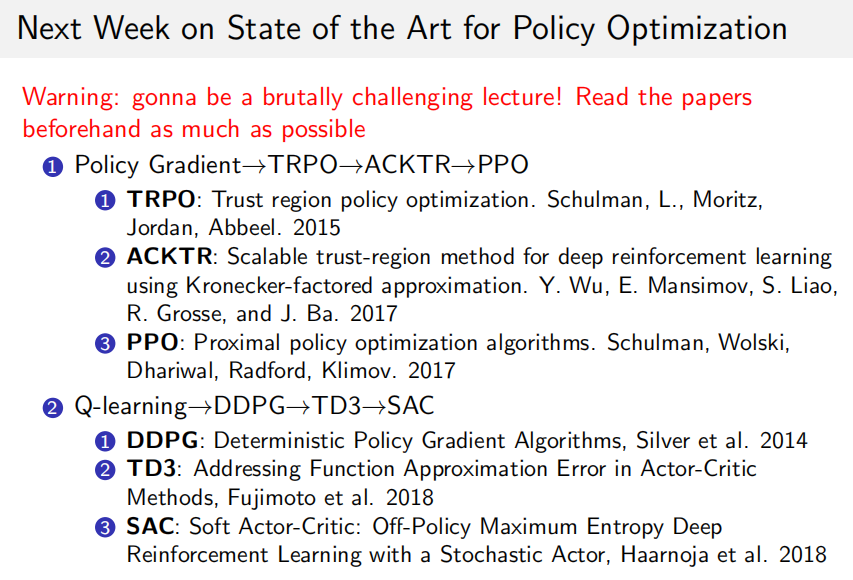 Next Week on State of the Art for Policy Optimization
Warning: gonna be a brutally challenging lecture! Read the papers
beforehand as much as possible
1 Policy Gradient→TRPO→ACKTR→PPO
1 TRPO: Trust region policy optimization. Schulman, L., Moritz,
Jordan, Abbeel. 2015
2 ACKTR: Scalable trust-region method for deep reinforcement learning
using Kronecker-factored approximation. Y. Wu, E. Mansimov, S. Liao,
R. Grosse, and J. Ba. 2017
3 PPO: Proximal policy optimization algorithms. Schulman, Wolski,
Dhariwal, Radford, Klimov. 2017
2 Q-learning→DDPG→TD3→SAC
1 DDPG: Deterministic Policy Gradient Algorithms, Silver et al. 2014
2 TD3: Addressing Function Approximation Error in Actor-Critic
Methods, Fujimoto et al. 2018
3 SAC: Soft Actor-Critic: Off-Policy Maximum Entropy Deep
Reinforcement Learning with a Stochastic Actor, Haarnoja et al. 2018